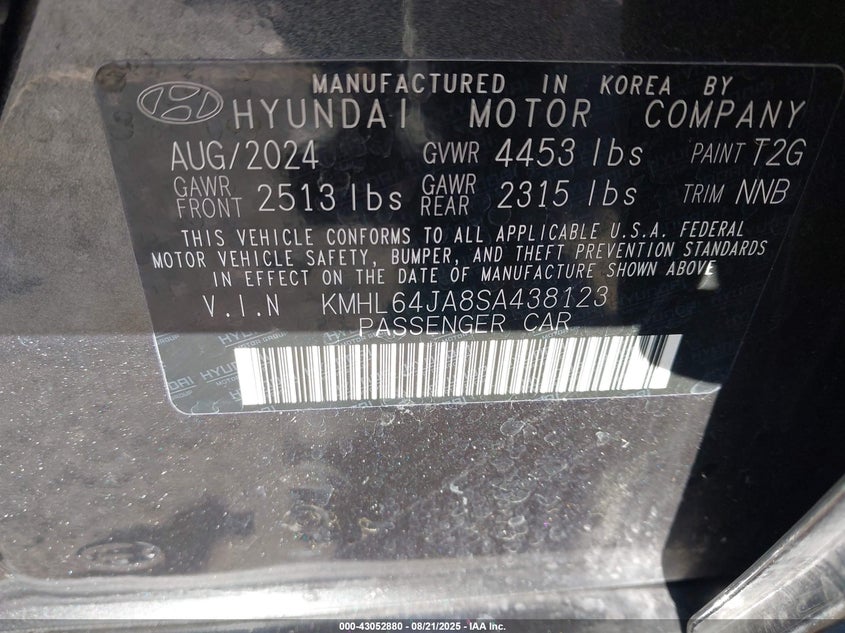 MANUFACTURED IN KOREA BY
HYUNDAI MOTOR COMPANY
AUG/2024 GVWR 4453 lbs PAINT T2G
GAWR FRONT 2513 lbs GAWR REAR 2315 lbs TRIM NNB
THIS VEHICLE CONFORMS TO ALL APPLICABLE U.S.A. FEDERAL
MOTOR VEHICLE SAFETY, BUMPER, AND THEFT PREVENTION STANDARDS
IN EFFECT ON THE DATE OF MANUFACTURE SHOWN ABOVE
V.I.N KMHL64JA8SA438123
PASSENGER CAR
000-43052880 - 08/21/2025 - IAA Inc.